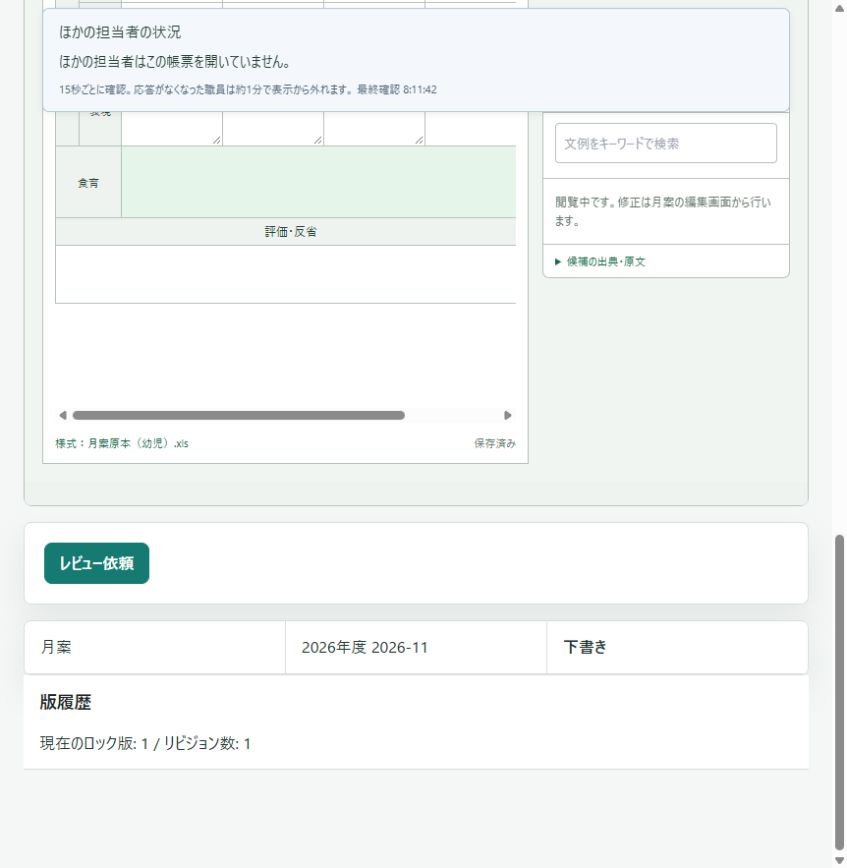 ほかの担当者の状況
ほかの担当者はこの帳票を開いていません。
15秒ごとに確認。応答がなくなった職員は約1分で表示から外れます。 最終確認 8:11:42
文例をキーワードで検索
食育
閲覧中です。修正は月案の編集画面から行い
ます。
評価・反省
▶ 候補の出典・原文
様式：月案原本（幼児）.xls
保存済み
レビュー依頼
月案
2026年度 2026-11
下書き
版履歴
現在のロック版: 1 / リビジョン数: 1